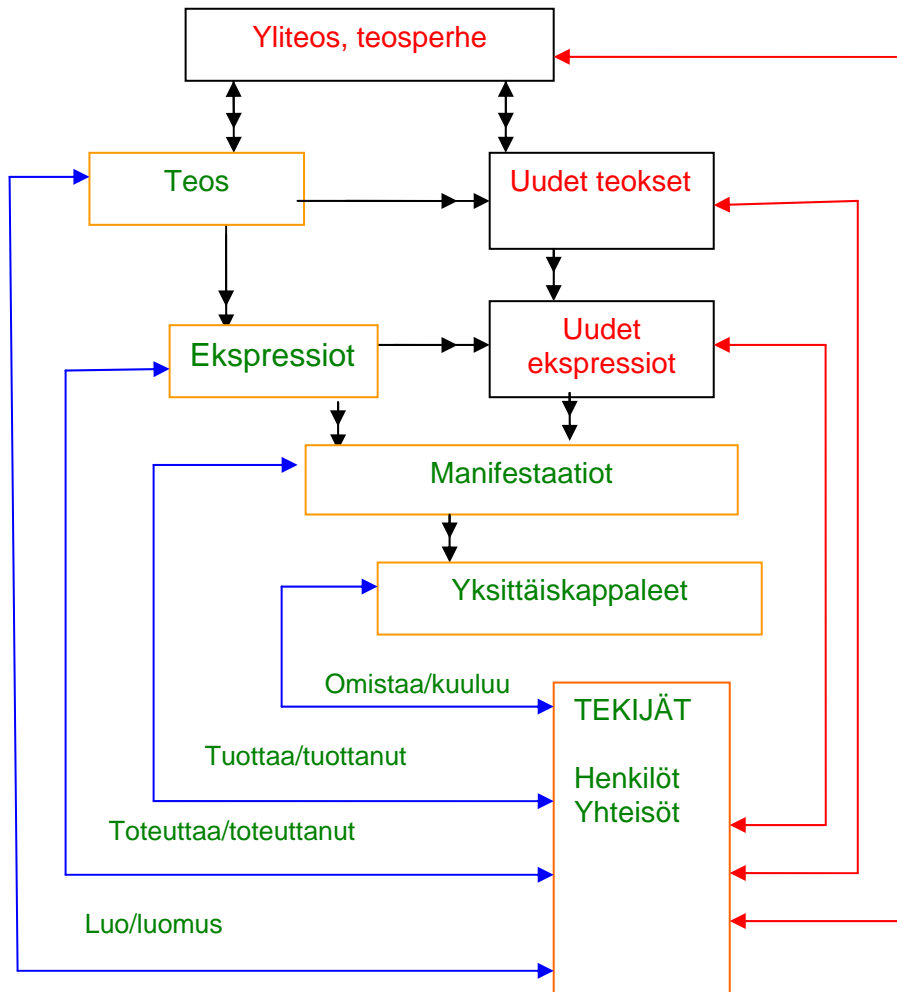 Yliteos, teosperhe
Teos
Uudet teokset
Ekspressiot
Uudet
ekspressiot
Manifestaatiot
Yksittäiskappaleet
Omistaa/kuuluu
TEKIJÄT
Tuottaa/tuottanut
Henkilöt
Yhteisöt
Toteuttaa/toteuttanut
Luo/luomus